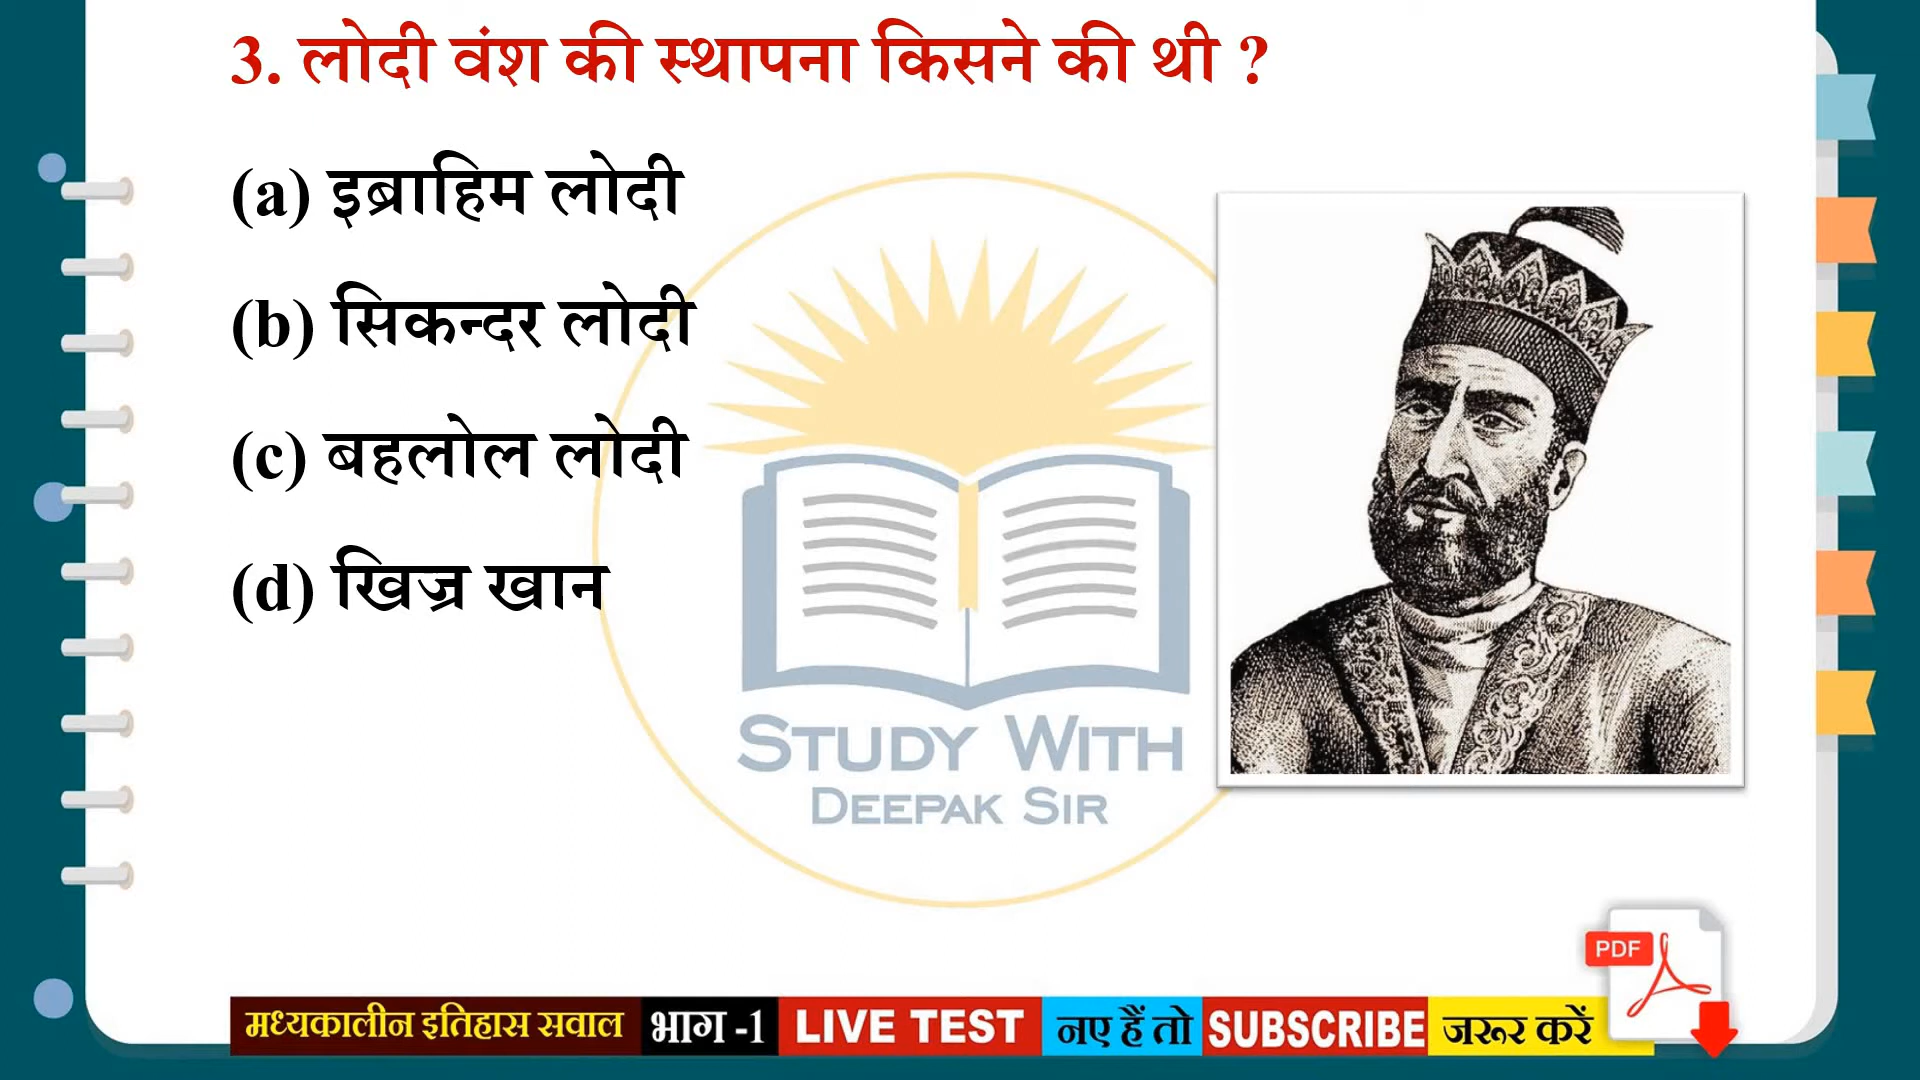 3. लोदी वंश की स्थापना किसने की थी ?
(a) इब्राहिम लोदी
(b) सिकन्दर लोदी
(c) बहलोल लोदी
(d) खिज्र खान
STUDY WITH
DEEPAK SIR
PDF
मध्यकालीन इतिहास सवाल भाग -1 LIVE TEST नए हैं तो SUBSCRIBE जरूर करें